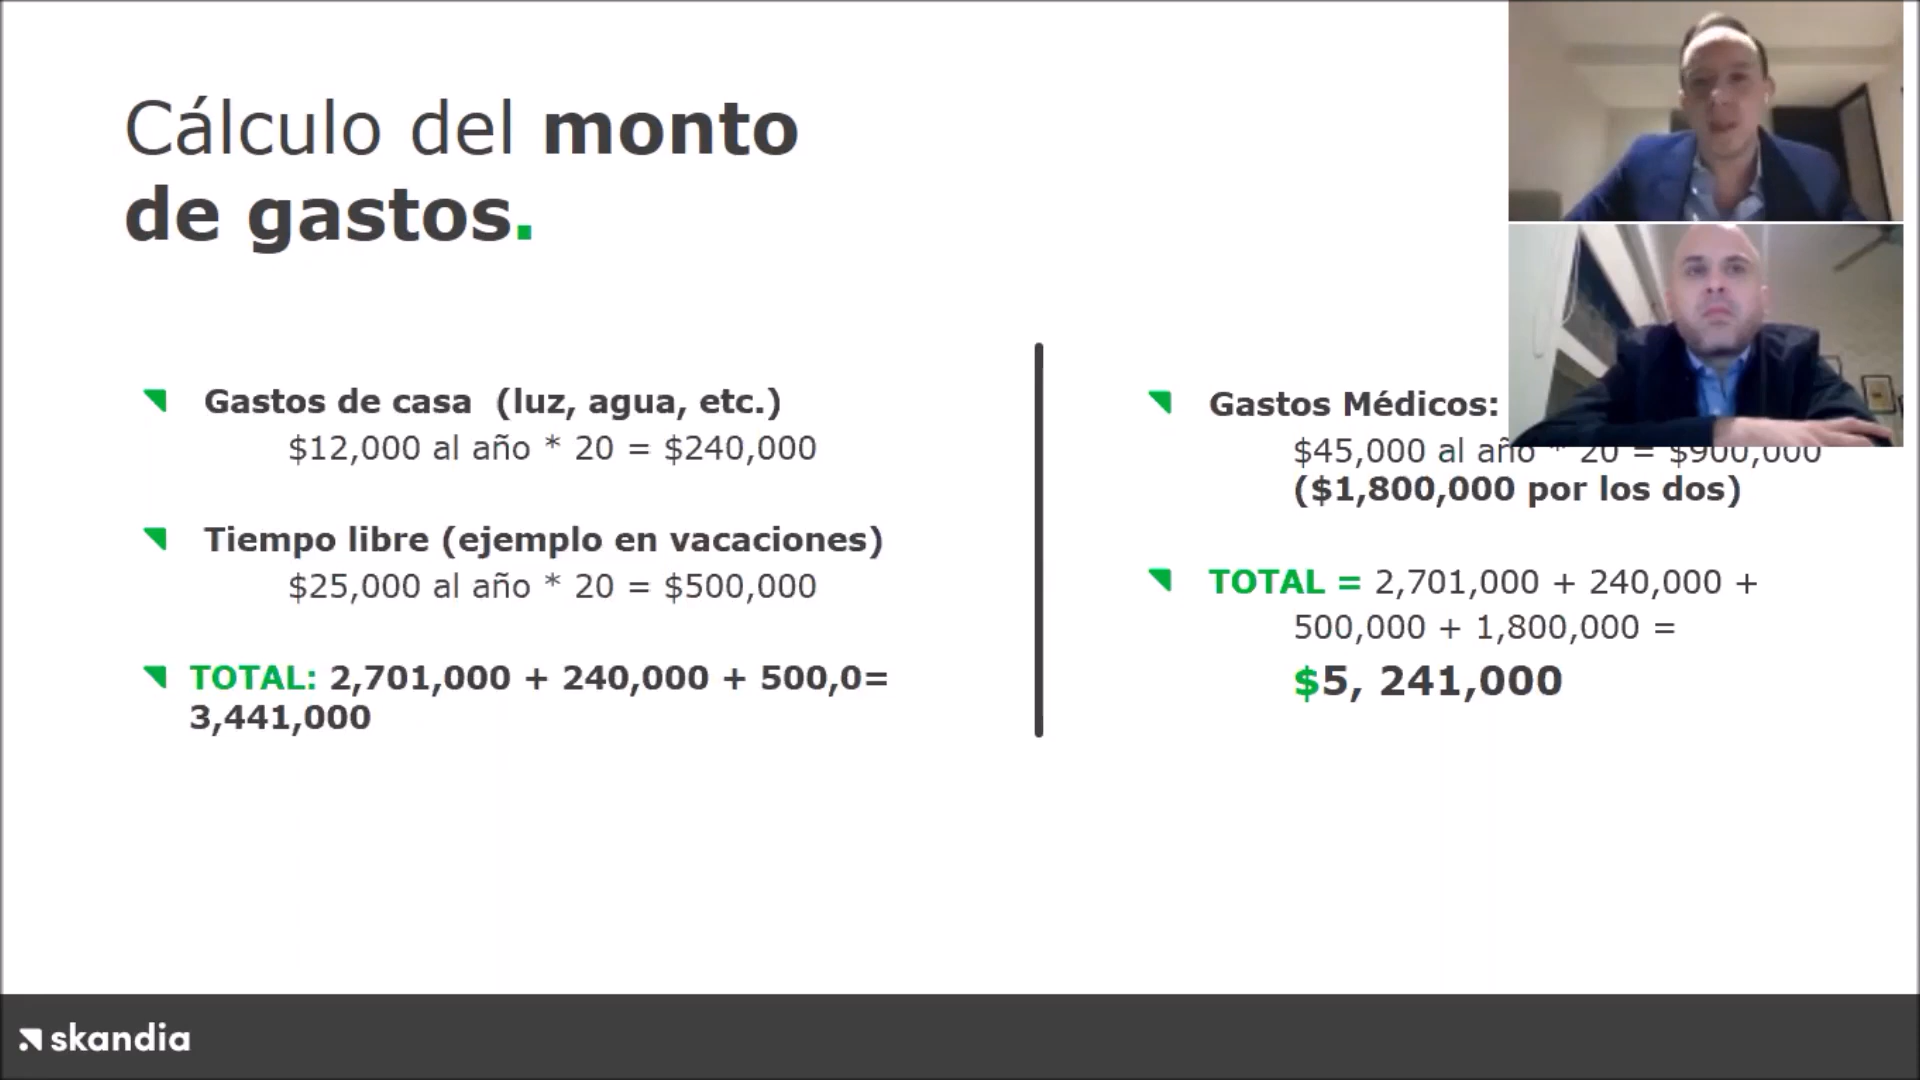 Cálculo del monto
de gastos.
Gastos de casa (luz, agua, etc.)
$12,000 al año * 20 = $240,000
Tiempo libre (ejemplo en vacaciones)
$25,000 al año * 20 = $500,000
TOTAL: 2,701,000 + 240,000 + 500,0=
3,441,000
Gastos Médicos:
$45,000 al año * 20 = $900,000
($1,800,000 por los dos)
TOTAL = 2,701,000 + 240,000 +
500,000 + 1,800,000 =
$5, 241,000
skandia